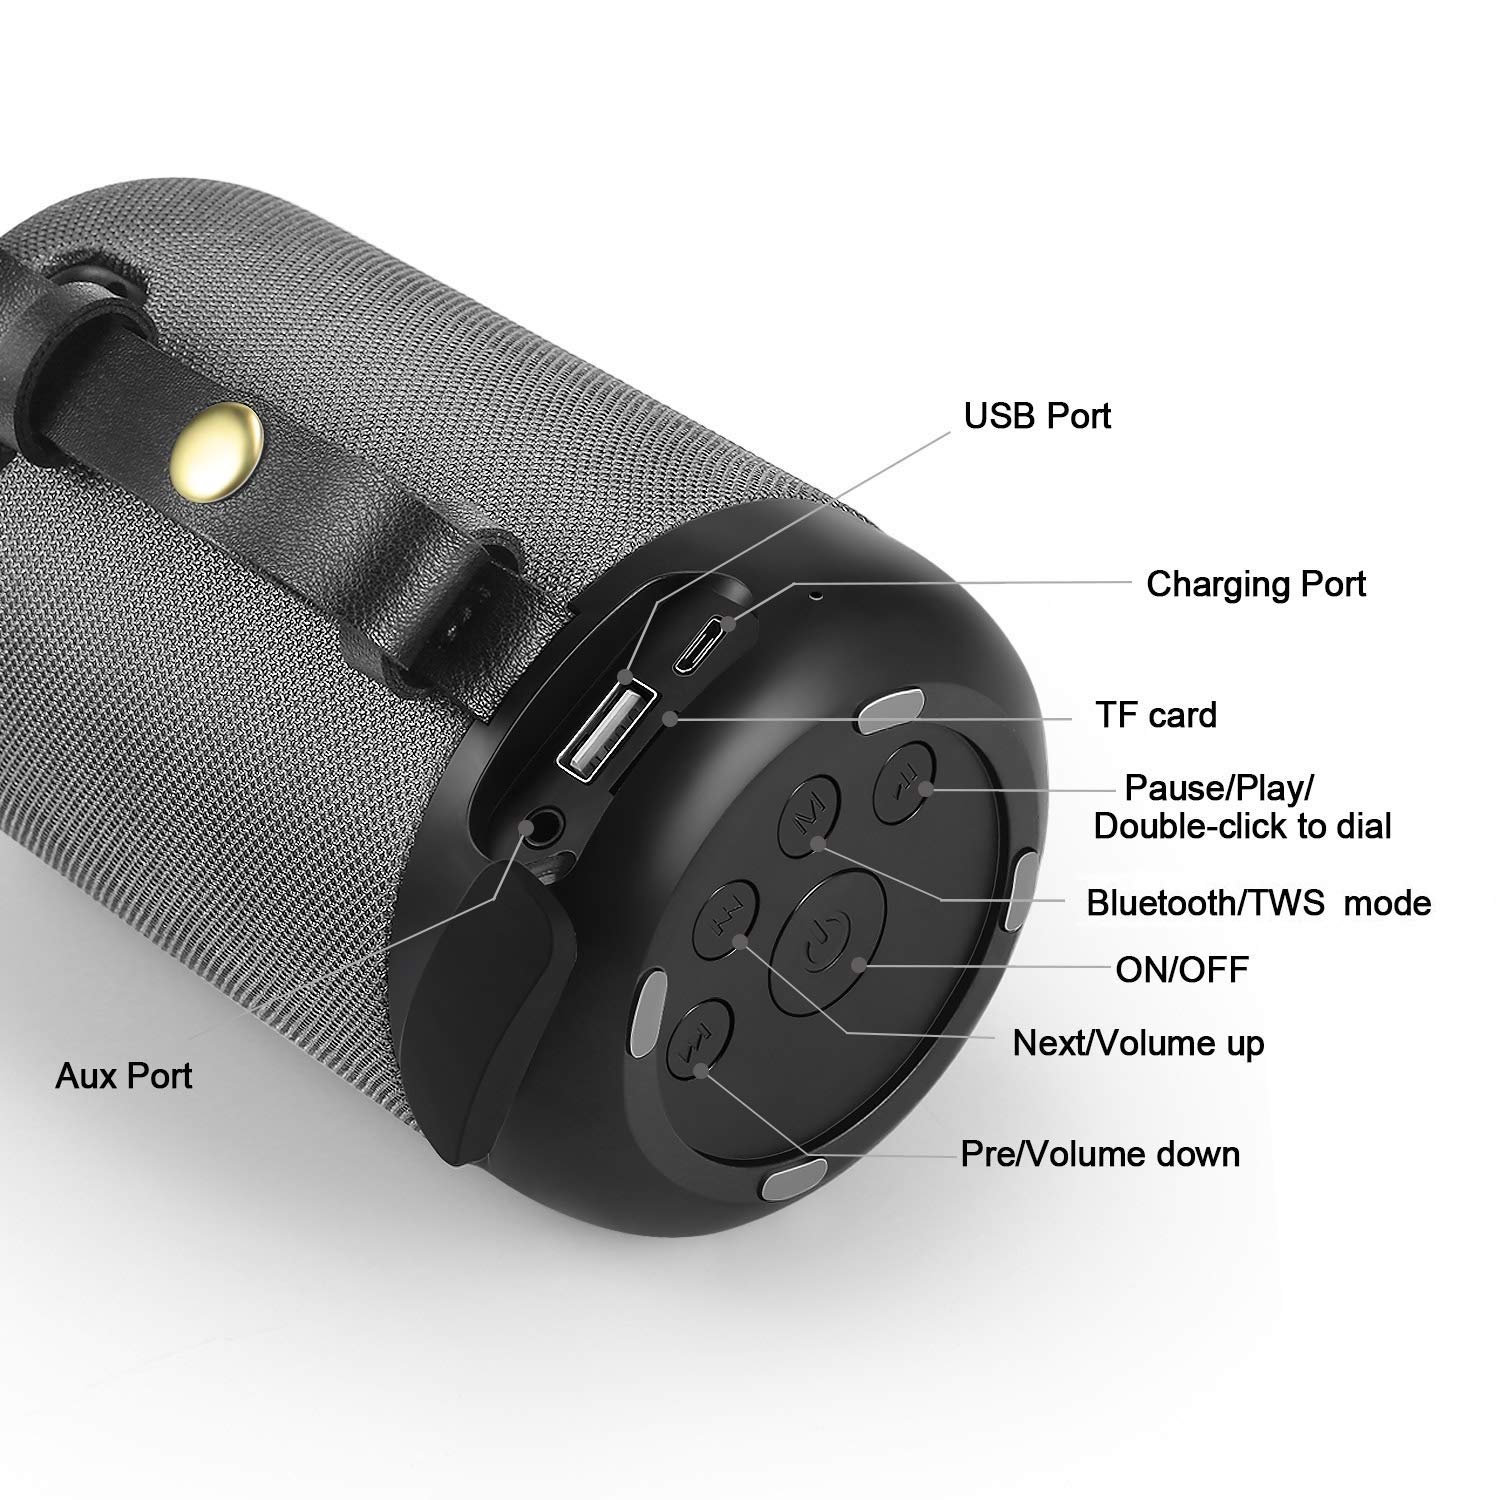 USB Port
Charging Port
TF card
Pause/Play/
Double-click to dial
M
Bluetooth/TWS mode
ON/OFF
Next/Volume up
Aux Port
Pre/Volume down